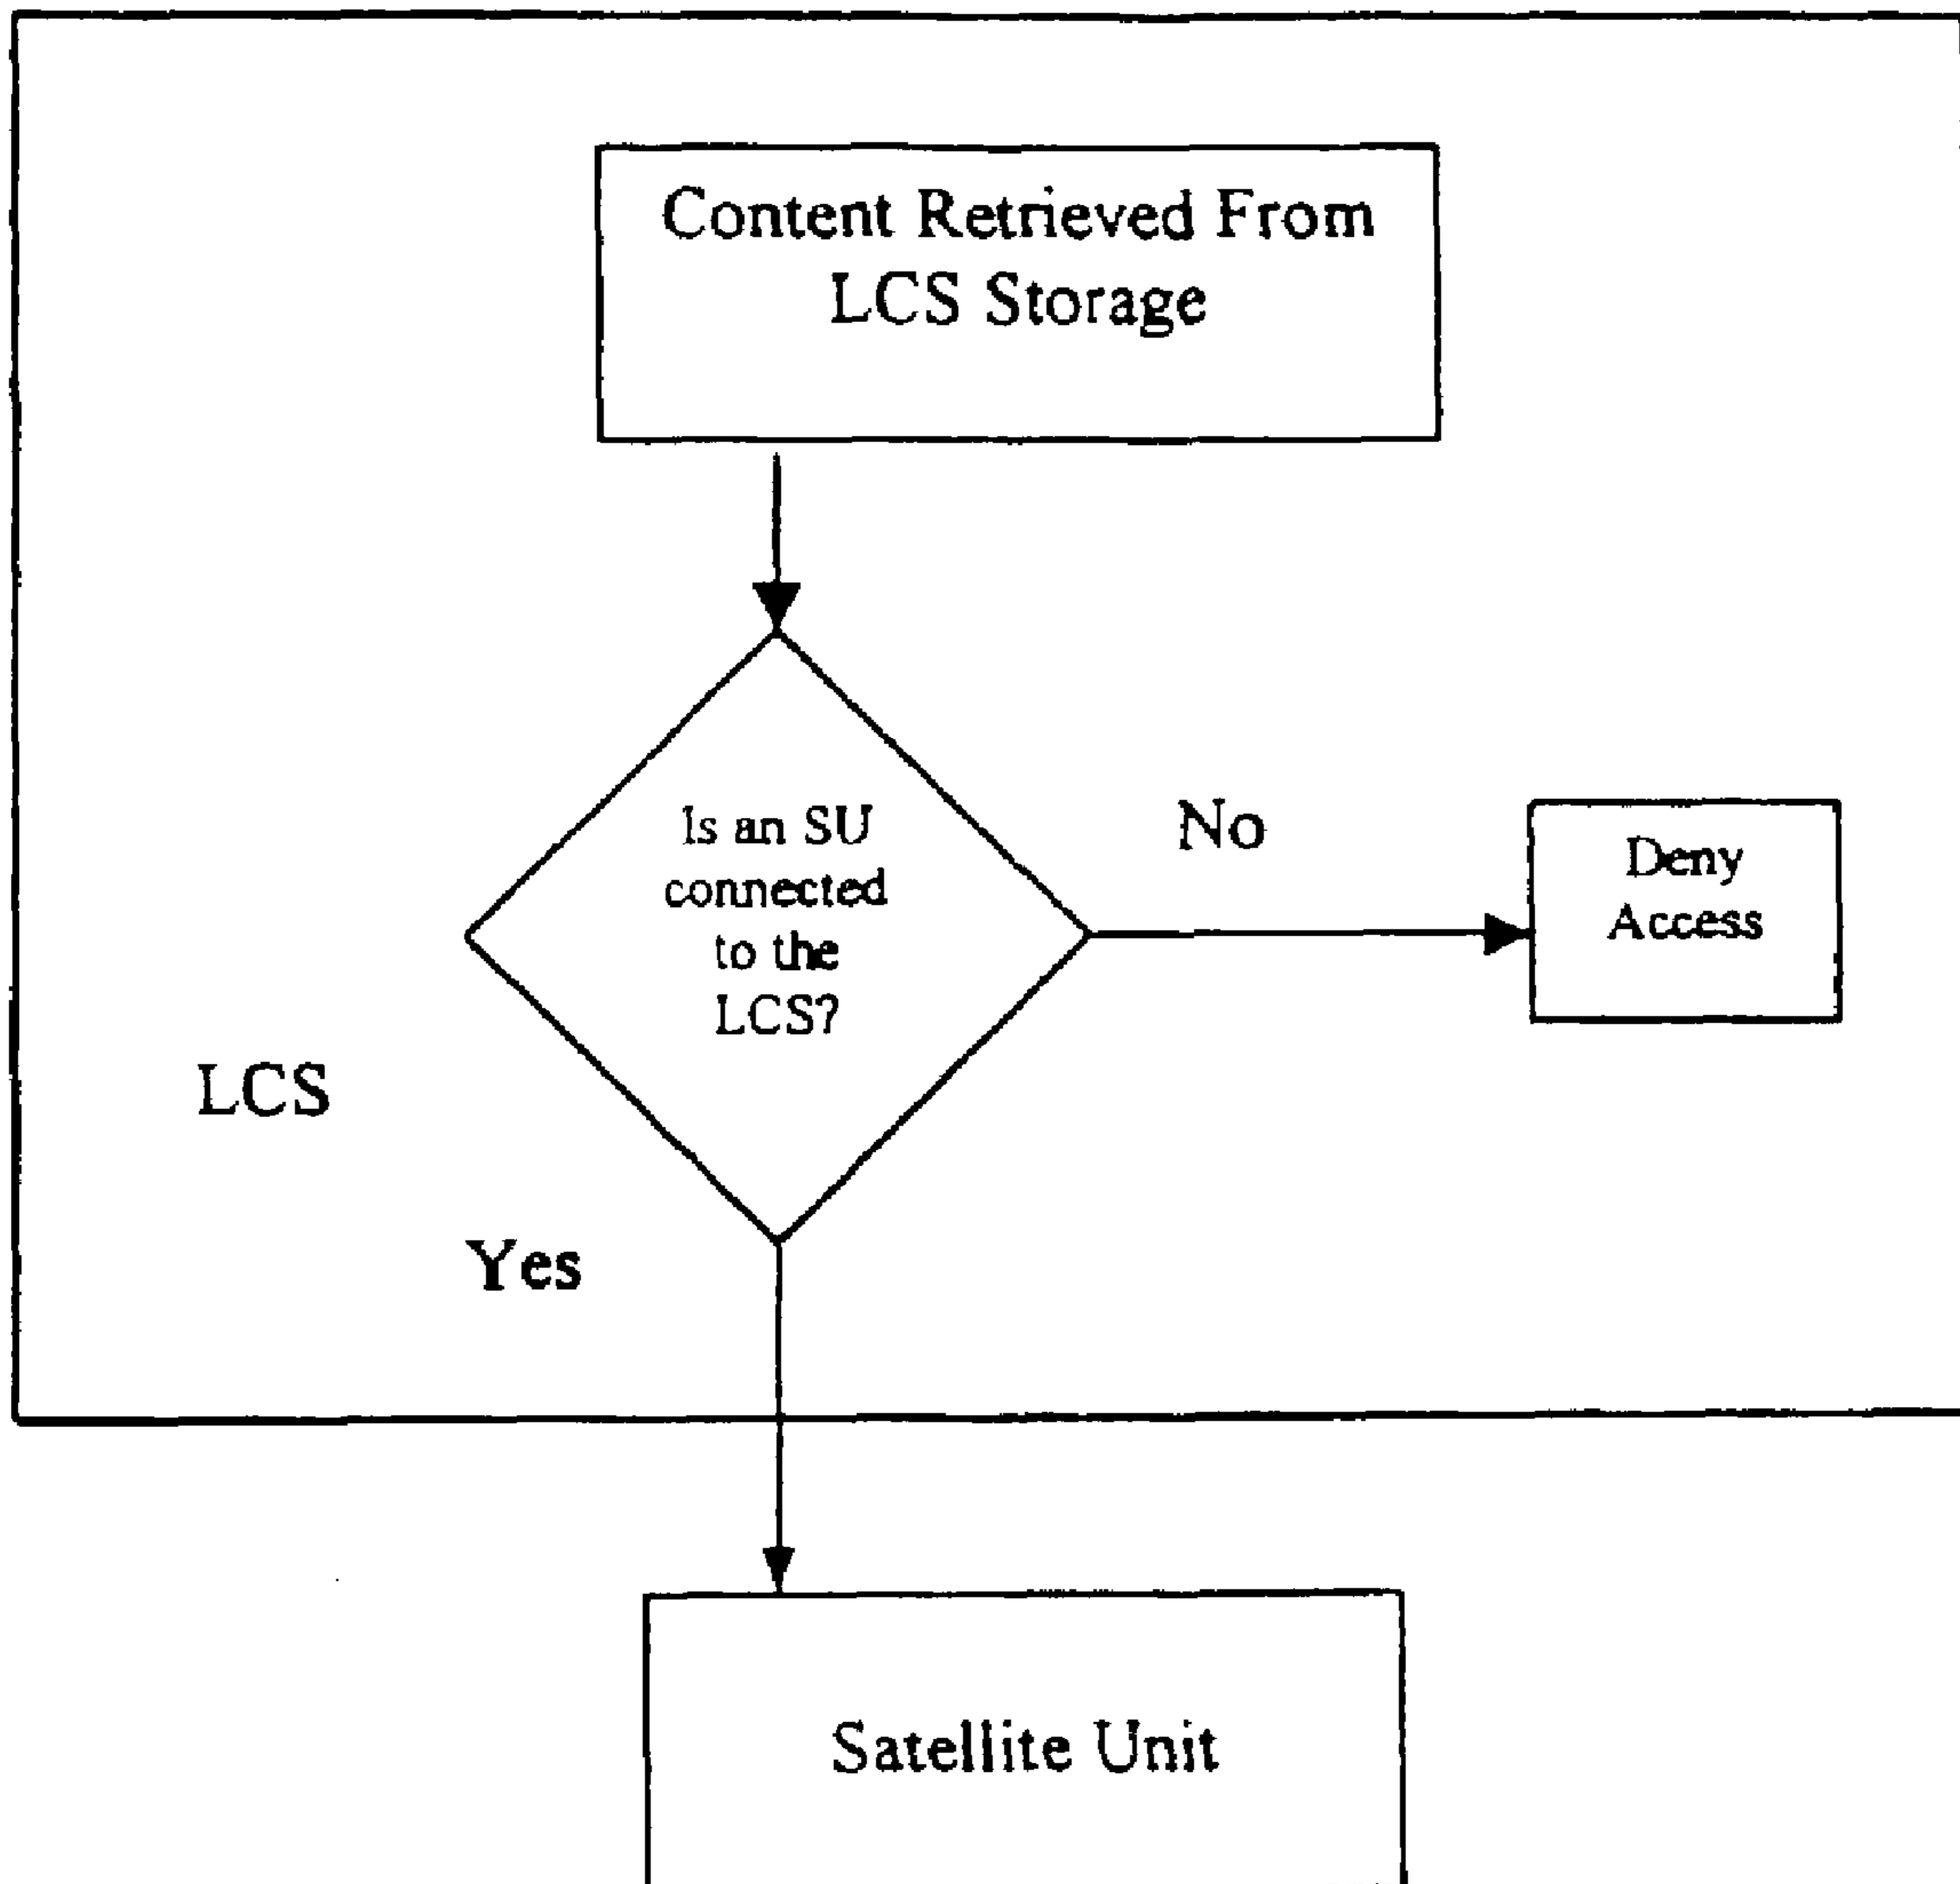 Content Retrieved From
LCS Storage
Is an SU
connected
to the
LCS?
No
Deny
Access
LCS
Yes
Satellite Unit